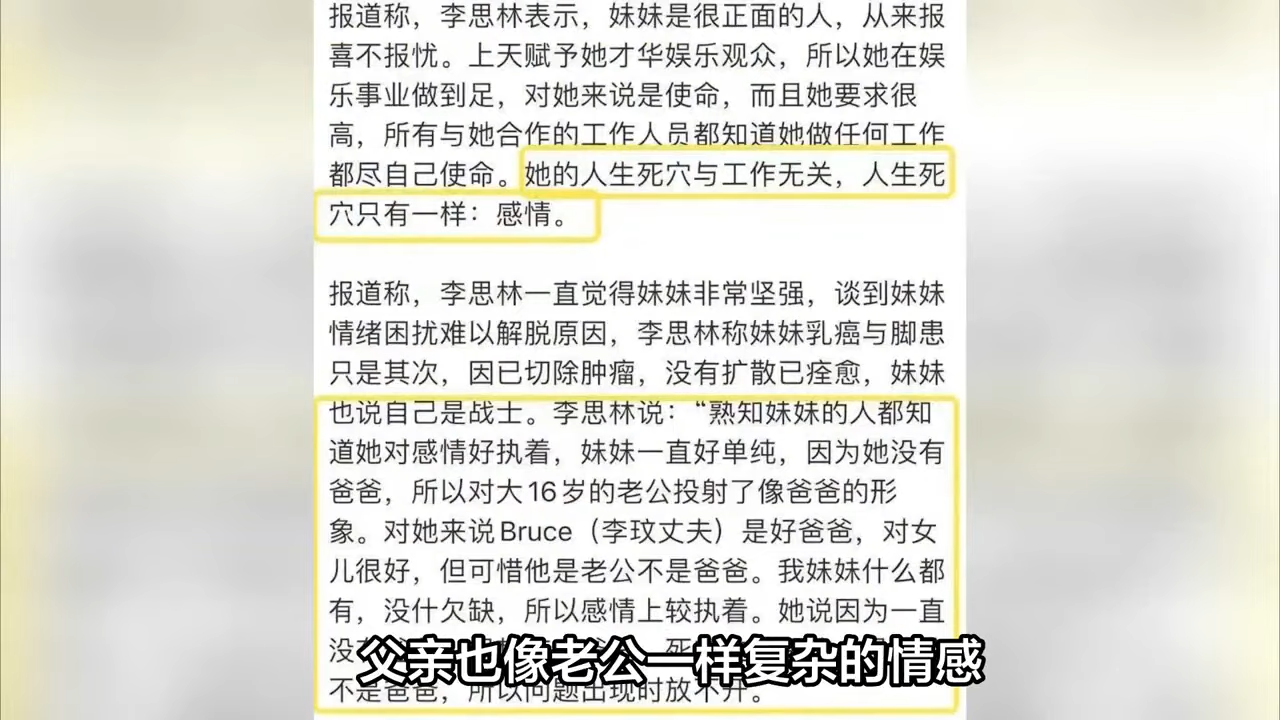 报道称，李思林表示，妹妹是很正面的人，从来报
喜不报忧。上天赋予她才华娱乐观众，所以她在娱
乐事业做到足，对她来说是使命，而且她要求很
高，所有与她合作的工作人员都知道她做任何工作
都尽自己使命。她的人生死穴与工作无关，人生死
穴只有一样：感情。
报道称，李思林一直觉得妹妹非常坚强，谈到妹妹
情绪困扰难以解脱原因，李思林称妹妹乳癌与脚患
只是其次，因已切除肿瘤，没有扩散已痊愈，妹妹
也说自己是战士。李思林说：“熟知妹妹的人都知
道她对感情好执着，妹妹一直好单纯，因为她没有
爸爸，所以对大16岁的老公投射了像爸爸的形
象。对她来说Bruce（李玟丈夫）是好爸爸，对女
儿很好，但可惜他是老公不是爸爸。我妹妹什么都
有，没什欠缺，所以感情上较执着。她说因为一直
没
不是爸爸，所以问题出现时放不开。
父亲也像老公一样复杂的情感